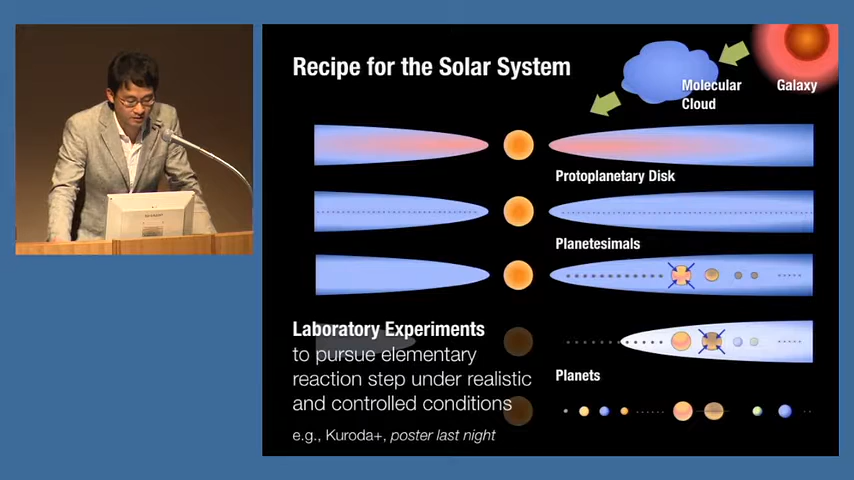 Recipe for the Solar System
Molecular
Cloud
Galaxy
Protoplanetary Disk
Planetesimals
Laboratory Experiments
to pursue elementary
reaction step under realistic
and controlled conditions
Planets
e.g., Kuroda+, poster last night
SHARP